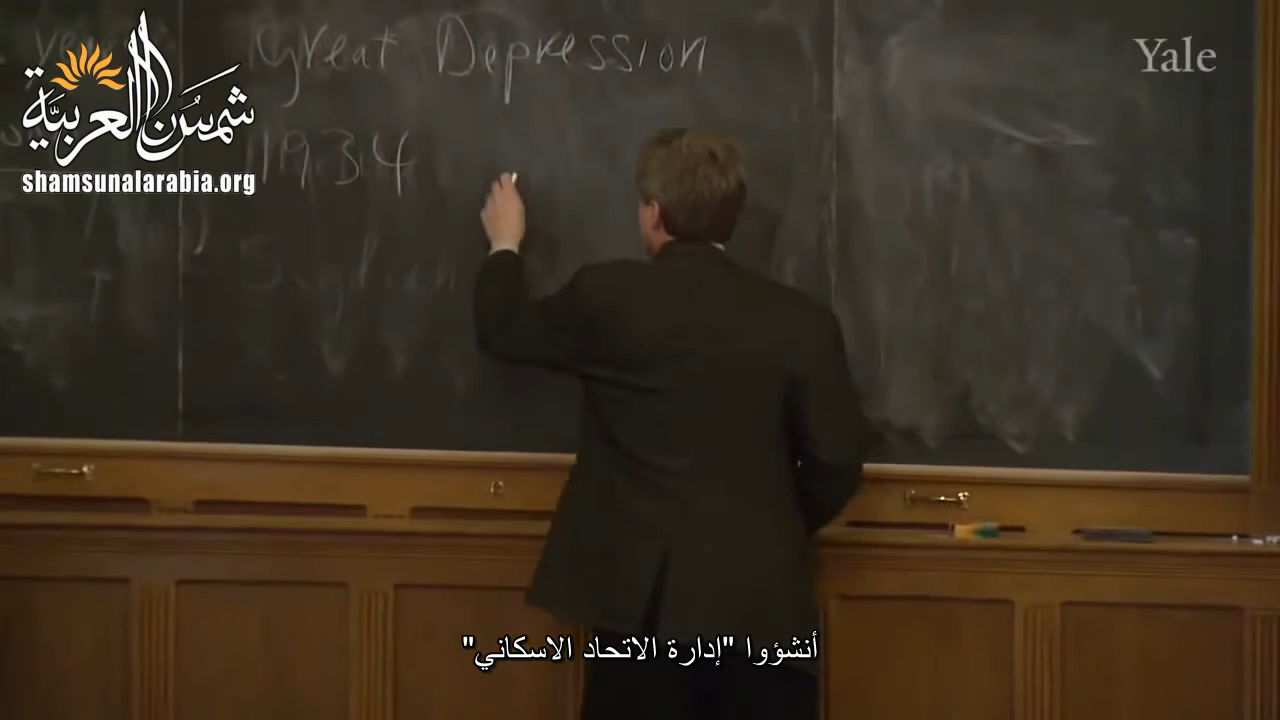 Great Depression
Yale
شمسُ العربيَّة
shamsunalarabia.org
1934
أنشؤوا "إدارة الاتحاد الاسكاني"